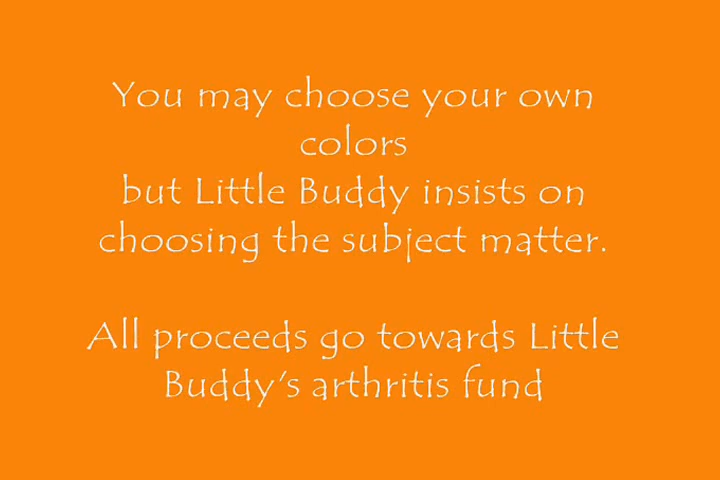 You may choose your own
colors
but Little Buddy insists on
choosing the subject matter.
All proceeds go towards Little
Buddy's arthritis fund